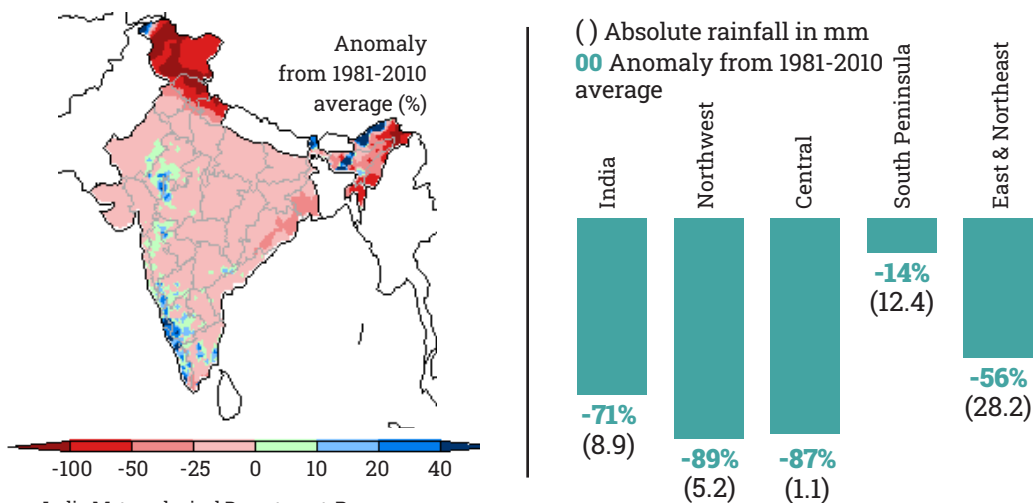 Anomaly
from 1981-2010
average (%)
-100 -50 -25 0 10 20 40
( ) Absolute rainfall in mm
00 Anomaly from 1981-2010
average
India
Northwest
Central
South Peninsula
East & Northeast
-71%
(8.9)
-89%
(5.2)
-87%
(1.1)
-14%
(12.4)
-56%
(28.2)